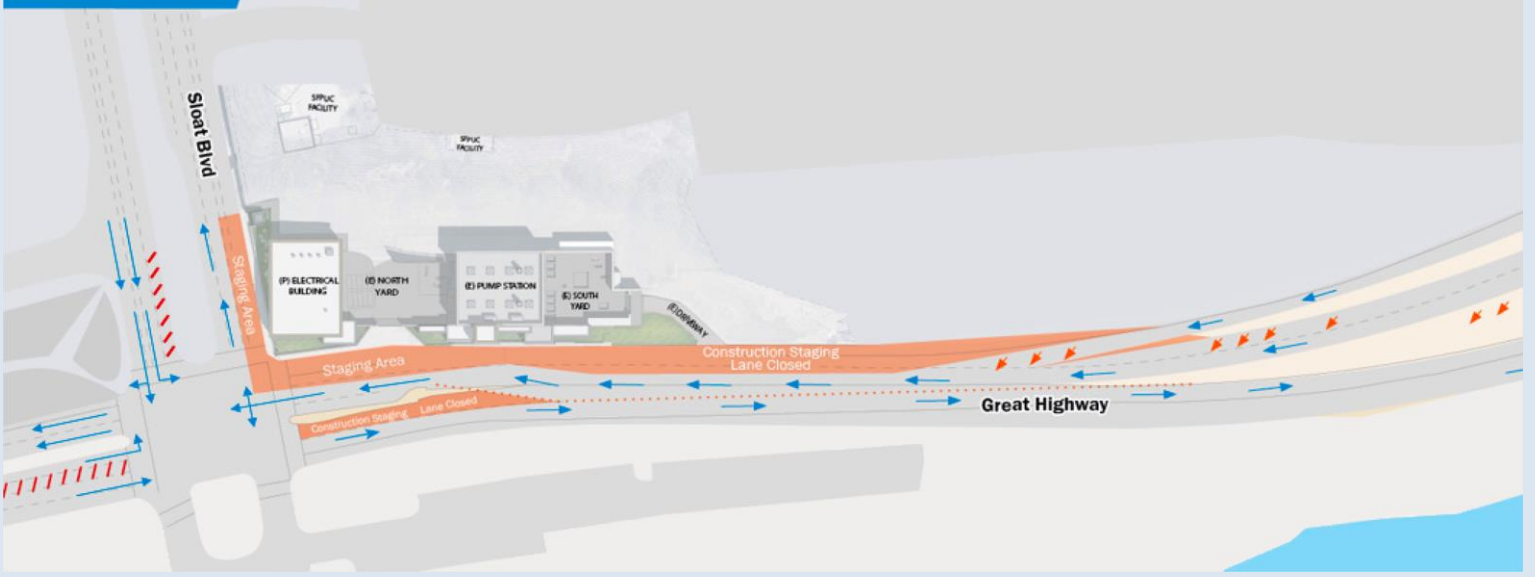 Sloat Blvd
SFPUC
FACILITY
SFPUC
FACILITY
Staging Area
(P) ELECTRICAL
BUILDING
(E) NORTH
YARD
(E) PUMP STATION
(E) SOUTH
YARD
(E) DRIVEWAY
Staging Area
Construction Staging
Lane Closed
Construction Staging Lane Closed
Great Highway